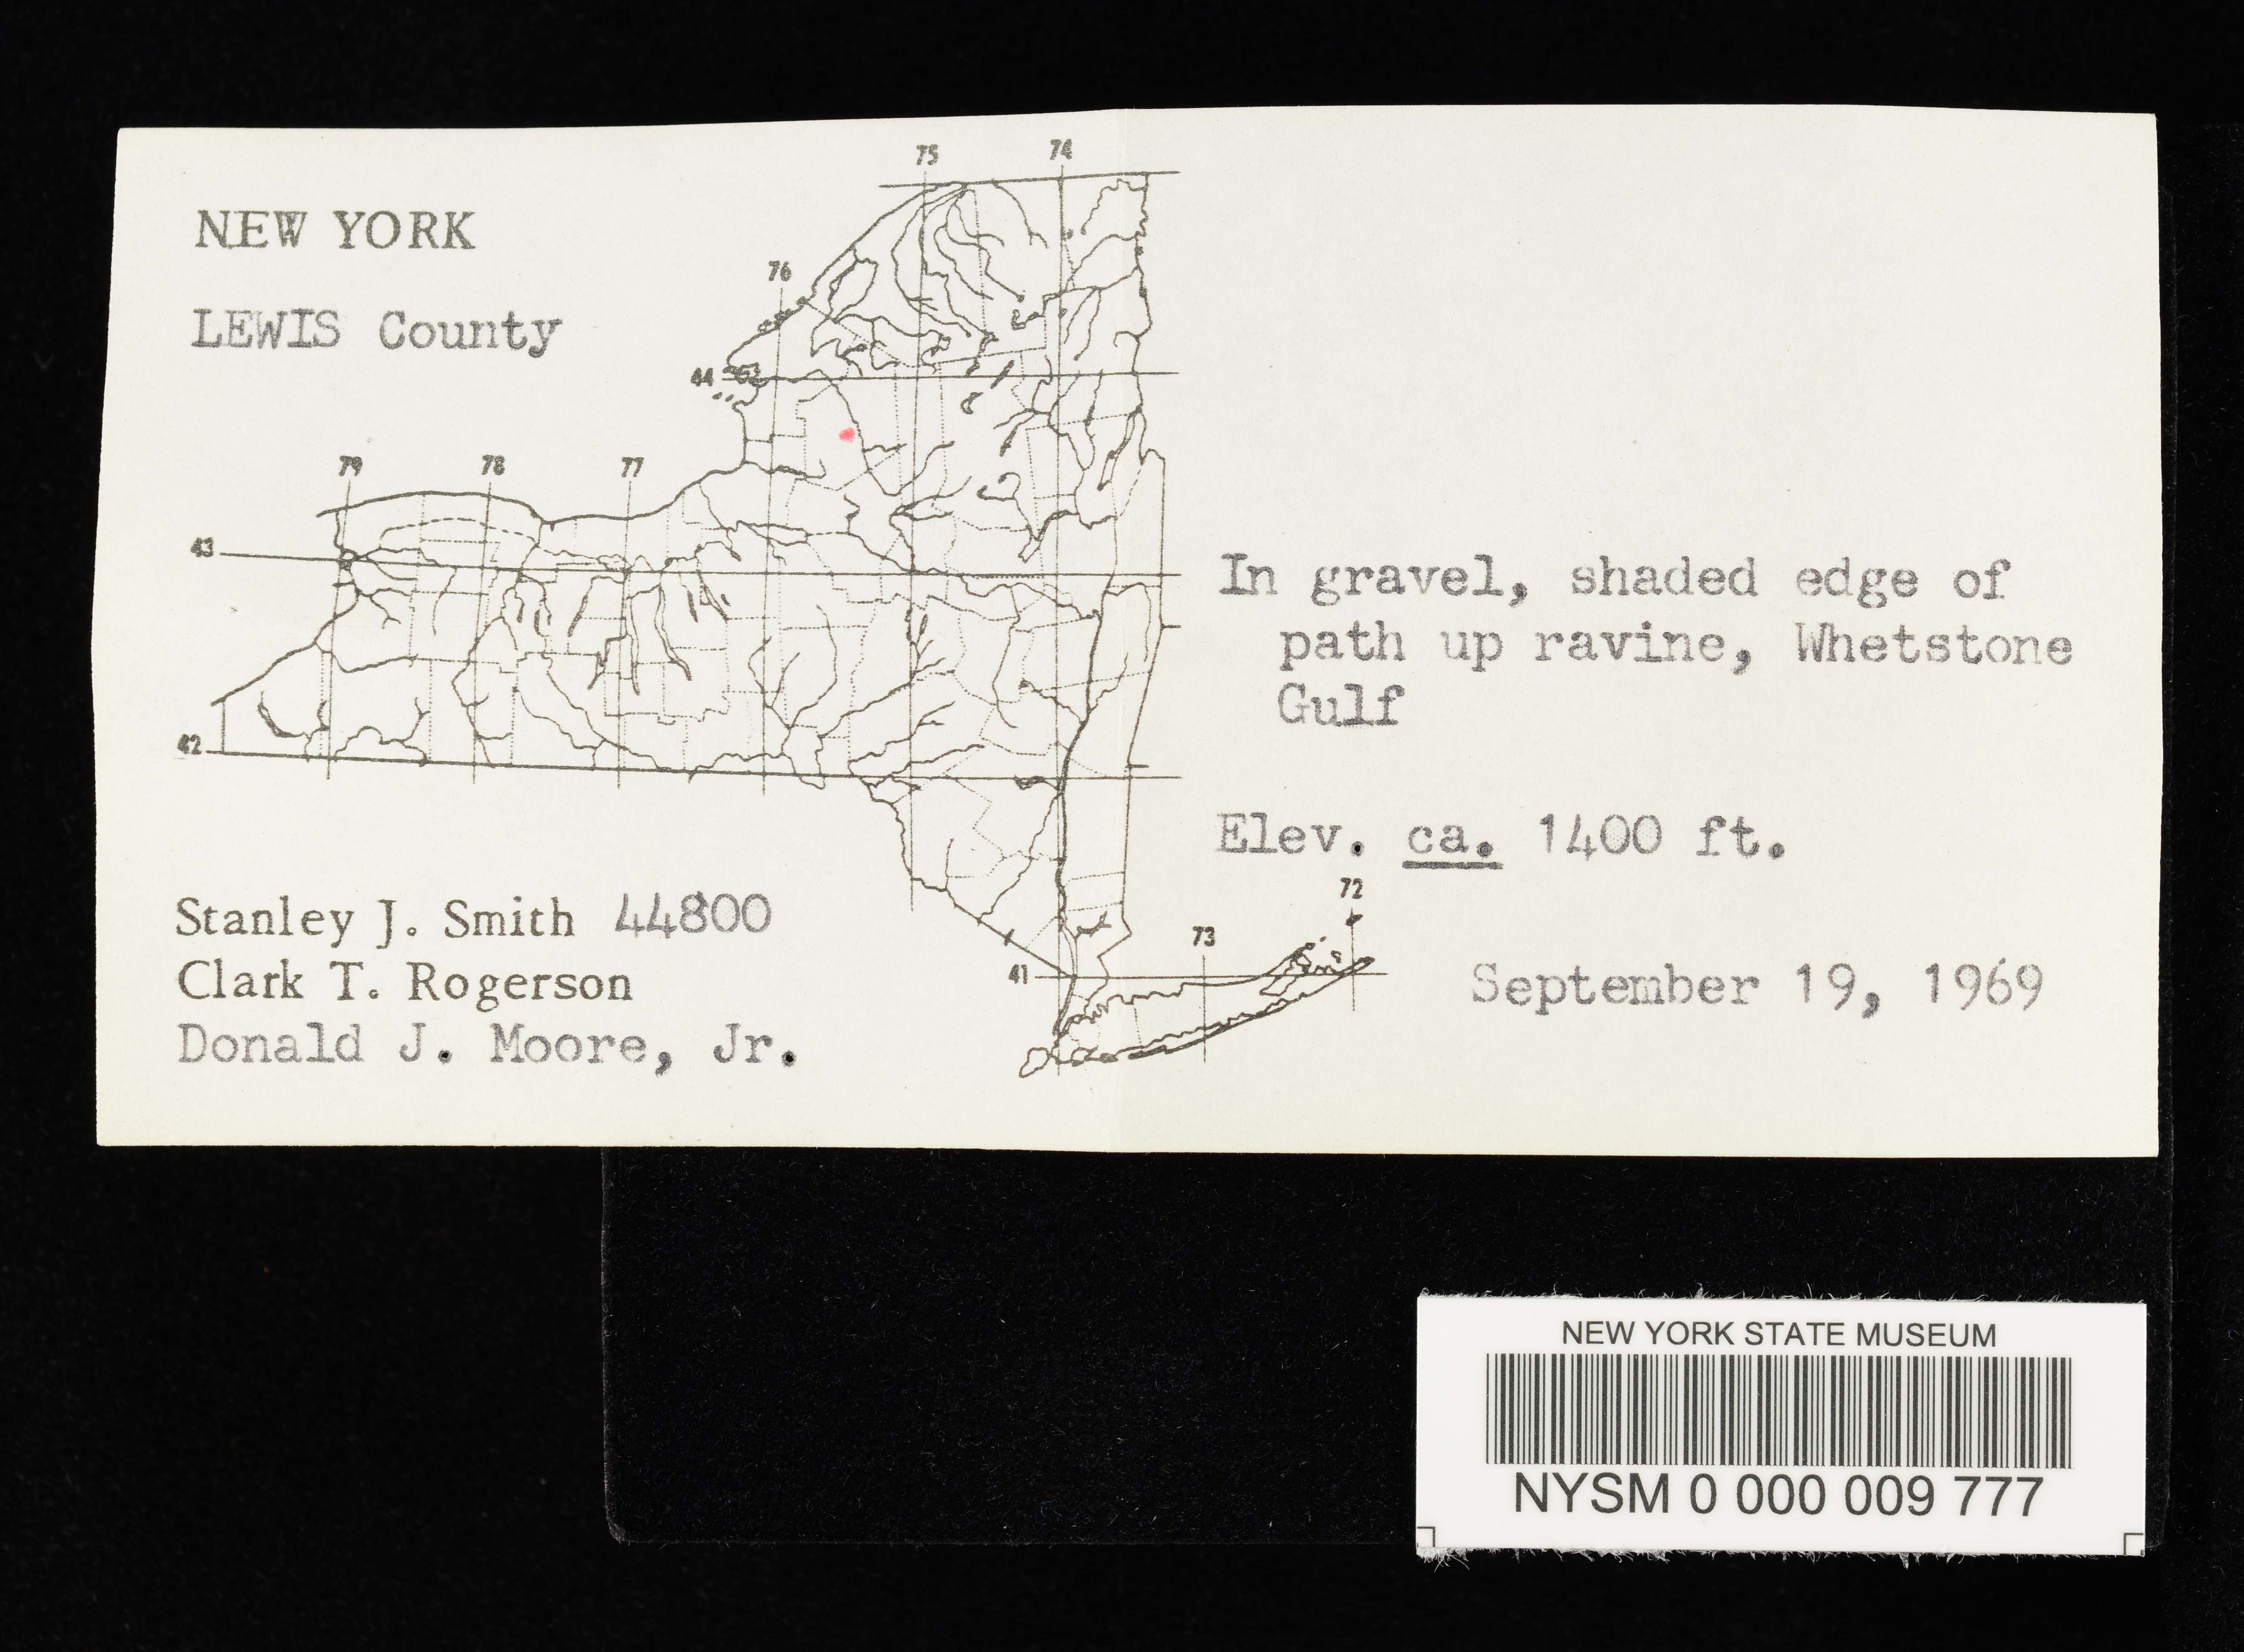 NEW YORK
LEWIS County
75 74
76
44
79 78 77
43
42
In gravel, shaded edge of
path up ravine, Whetstone
Gulf
Elev. ca. 1400 ft.
72
73
41
September 19, 1969
Stanley J. Smith 44800
Clark T. Rogerson
Donald J. Moore, Jr.
NEW YORK STATE MUSEUM
NYSM 0 000 009 777